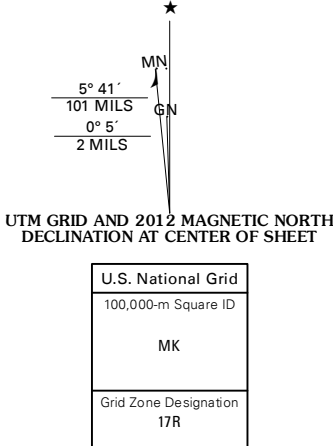 ★
MN
5° 41´
101 MILS
GN
0° 5´
2 MILS
UTM GRID AND 2012 MAGNETIC NORTH
DECLINATION AT CENTER OF SHEET
U.S. National Grid
100,000-m Square ID
MK
Grid Zone Designation
17R